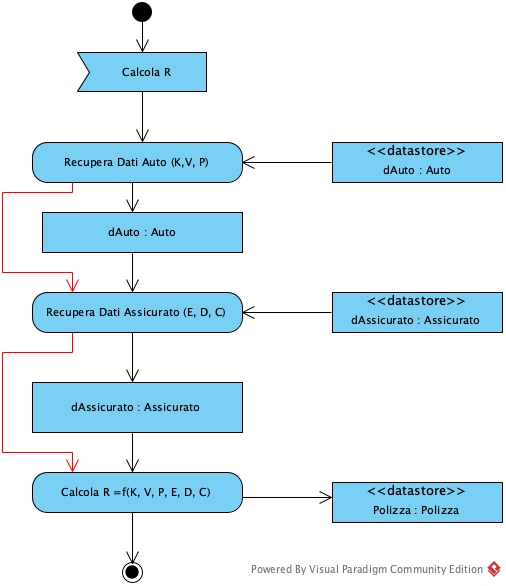 Calcola R
Recupera Dati Auto (K,V, P)
<<datastore>>
dAuto : Auto
dAuto : Auto
Recupera Dati Assicurato (E, D, C)
<<datastore>>
dAssicurato : Assicurato
dAssicurato : Assicurato
Calcola R =f(K, V, P, E, D, C)
<<datastore>>
Polizza : Polizza
Powered By Visual Paradigm Community Edition